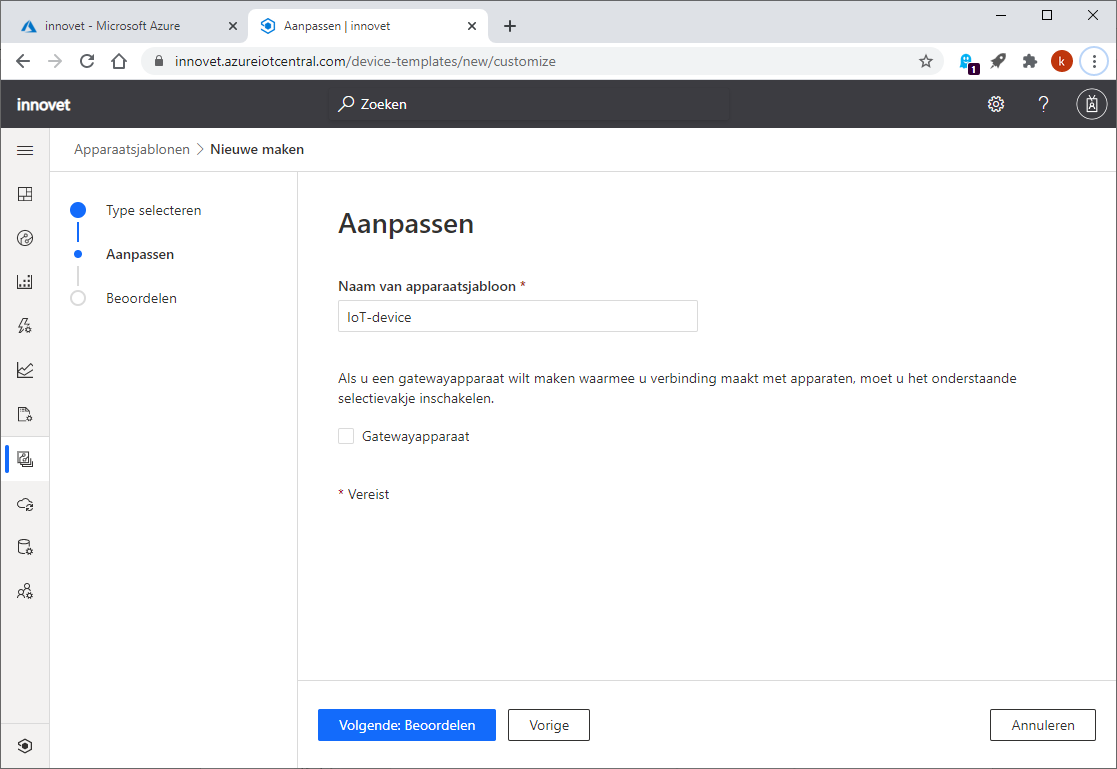 innovet - Microsoft Azure
Aanpassen | innovet
innovet.azureiotcentral.com/device-templates/new/customize
1
k
innovet
Zoeken
?
Apparaatsjablonen > Nieuwe maken
Type selecteren
Aanpassen
Beoordelen
Aanpassen
Naam van apparaatsjabloon *
IoT-device
Als u een gatewayapparaat wilt maken waarmee u verbinding maakt met apparaten, moet u het onderstaande
selectievakje inschakelen.
Gatewayapparaat
* Vereist
Volgende: Beoordelen
Vorige
Annuleren